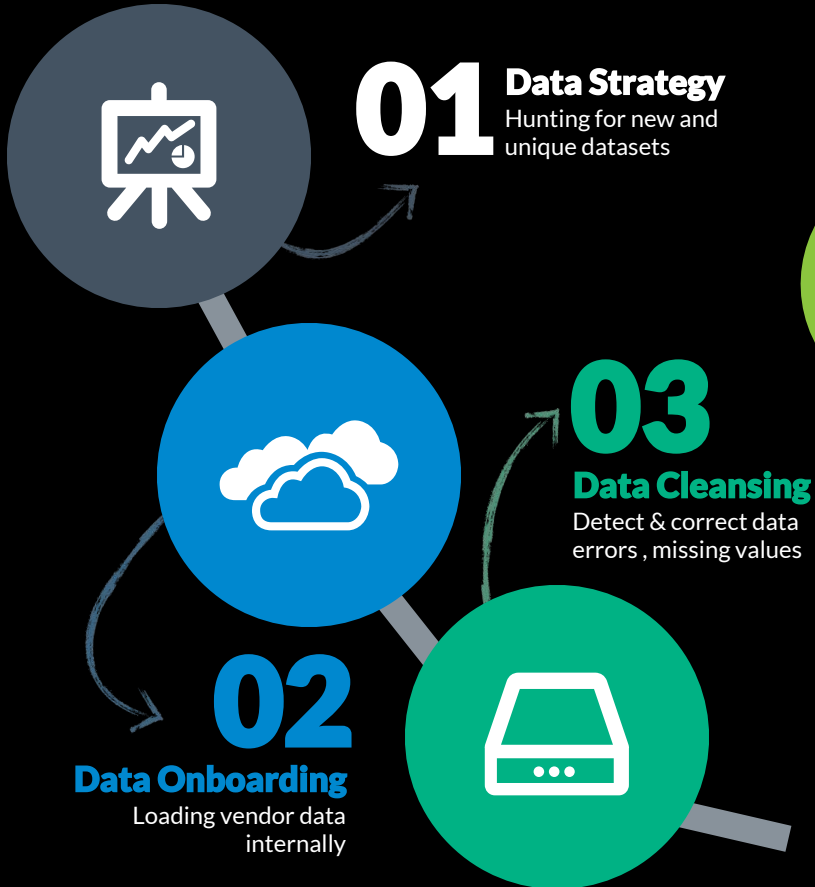 01
Data Strategy
Hunting for new and
unique datasets
02
Data Onboarding
Loading vendor data
internally
03
Data Cleansing
Detect & correct data
errors , missing values